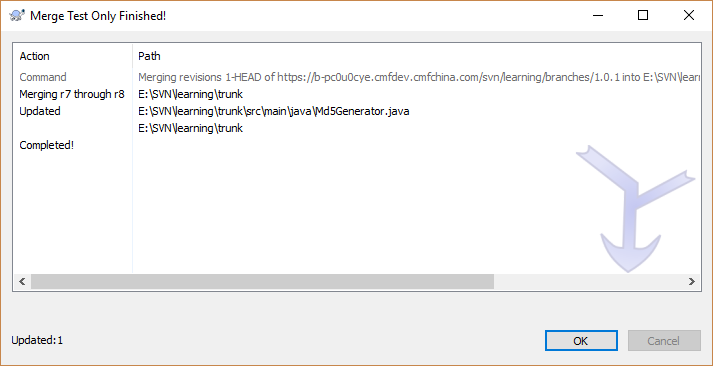 Merge Test Only Finished!
Action Path
Command Merging revisions 1-HEAD of https://b-pc0u0cye.cmfdev.cmfchina.com/svn/learning/branches/1.0.1 into E:\SVN\learn
Merging r7 through r8 E:\SVN\learning\trunk
Updated E:\SVN\learning\trunk\src\main\java\Md5Generator.java
E:\SVN\learning\trunk
Completed!
Updated:1
OK Cancel